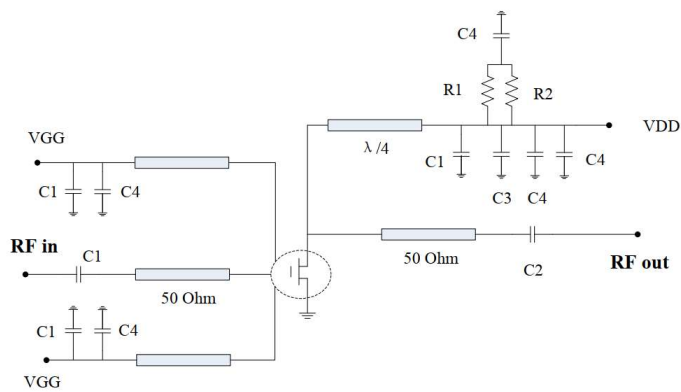 C4
R1
R2
VGG
λ/4
VDD
C1
C4
C1
C3
C4
C4
RF in
C1
50 Ohm
50 Ohm
C2
RF out
C1
C4
VGG